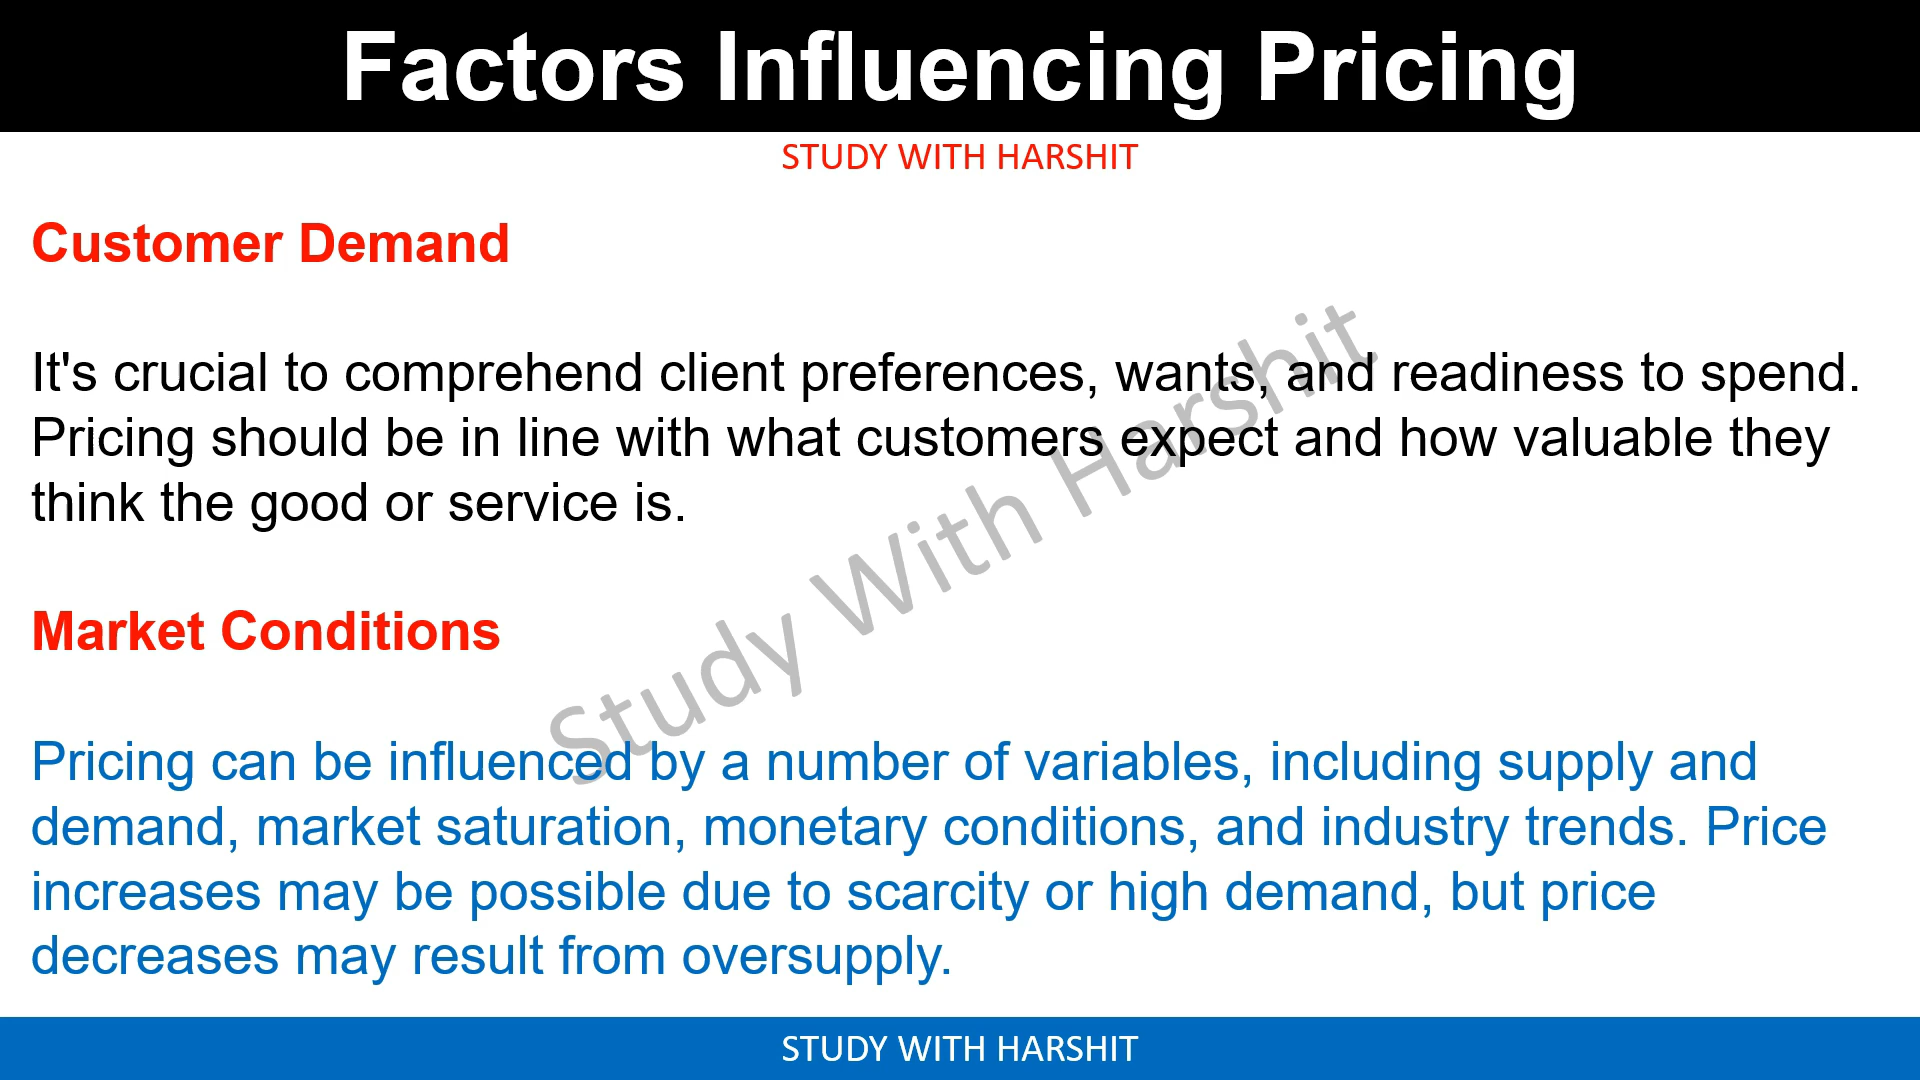 Factors Influencing Pricing
STUDY WITH HARSHIT
Customer Demand
It's crucial to comprehend client preferences, wants, and readiness to spend.
Pricing should be in line with what customers expect and how valuable they
think the good or service is.
Study With Harshit
Market Conditions
Pricing can be influenced by a number of variables, including supply and
demand, market saturation, monetary conditions, and industry trends. Price
increases may be possible due to scarcity or high demand, but price
decreases may result from oversupply.
STUDY WITH HARSHIT